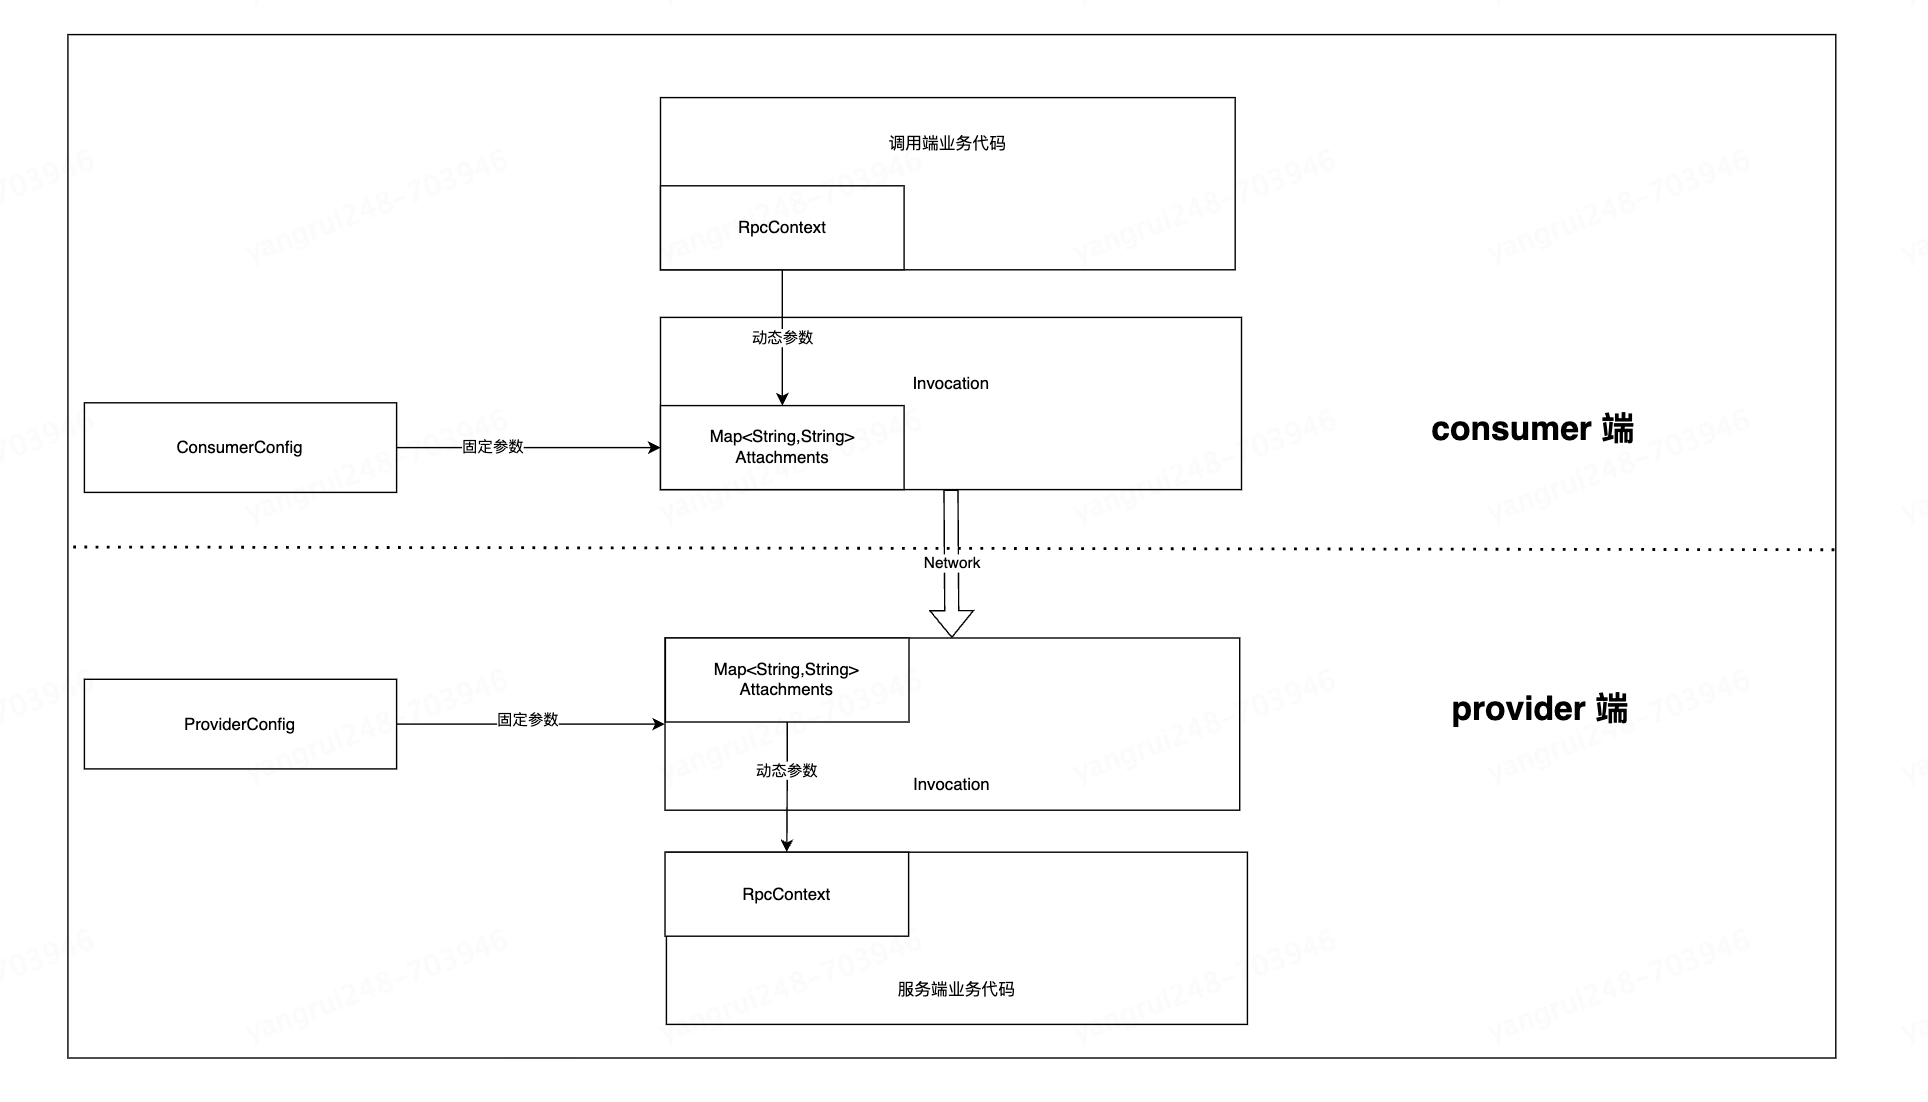 调用端业务代码
RpcContext
动态参数
Invocation
ConsumerConfig
固定参数
Map<String,String>
Attachments
consumer 端
Network
Map<String,String>
Attachments
ProviderConfig
固定参数
provider 端
动态参数
Invocation
RpcContext
服务端业务代码
yangrui248-703946